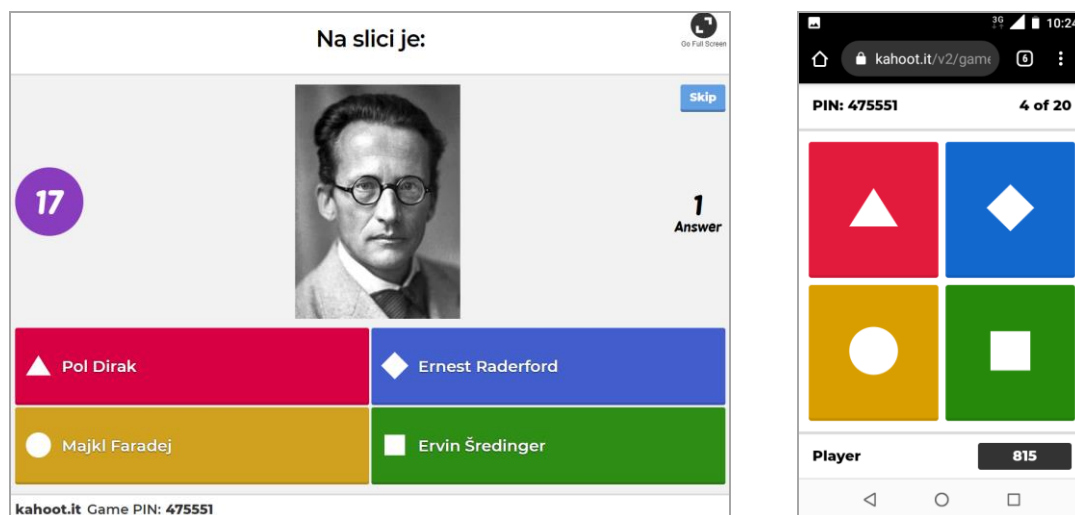 Na slici je:
Go Full Screen
Skip
17
1
Answer
Pol Dirak
Ernest Raderford
Majkl Faradej
Ervin Šredinger
kahoot.it Game PIN: 475551
3G 10:24
kahoot.it/v2/game 6
PIN: 475551 4 of 20
Player 815